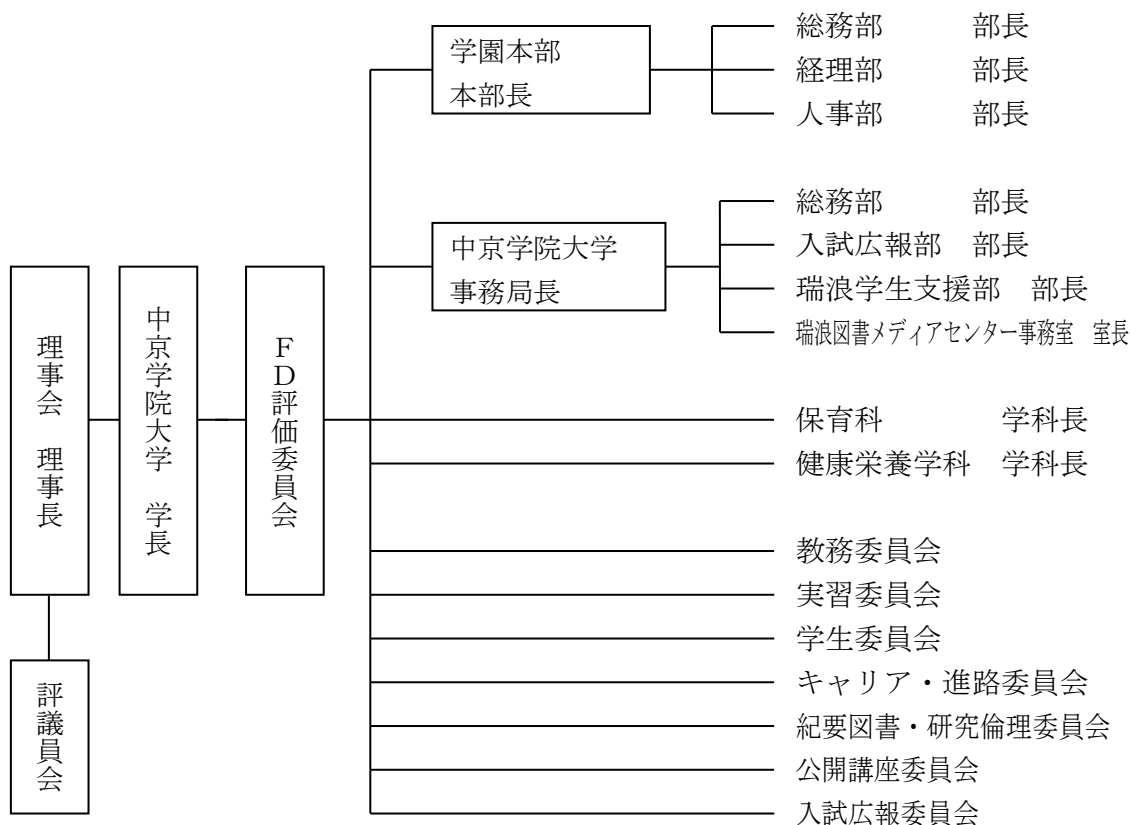 理事会　理事長
評議員会
中京学院大学　学長
ＦＤ評価委員会
学園本部
本部長
総務部　　　部長
経理部　　　部長
人事部　　　部長
中京学院大学
事務局長
総務部　　　部長
入試広報部　部長
瑞浪学生支援部　部長
瑞浪図書メディアセンター事務室　室長
保育科　　　　学科長
健康栄養学科　学科長
教務委員会
実習委員会
学生委員会
キャリア・進路委員会
紀要図書・研究倫理委員会
公開講座委員会
入試広報委員会